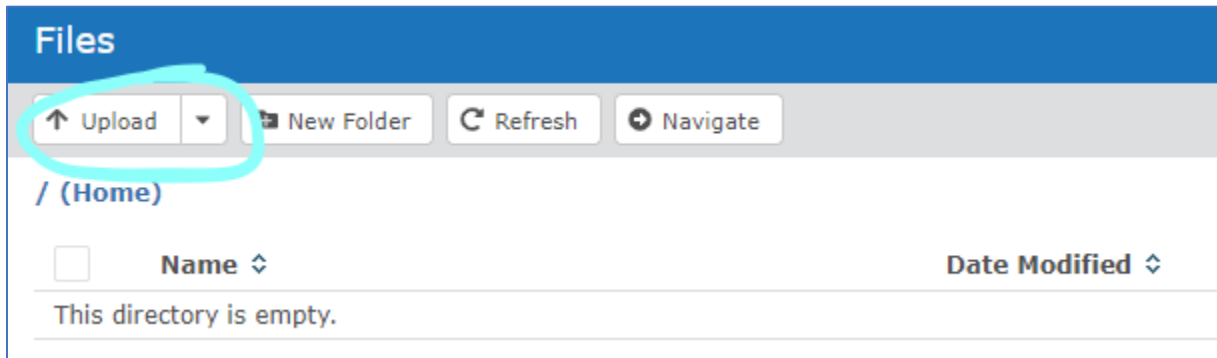 Files
Upload New Folder Refresh Navigate
/ (Home)
Name Date Modified
This directory is empty.